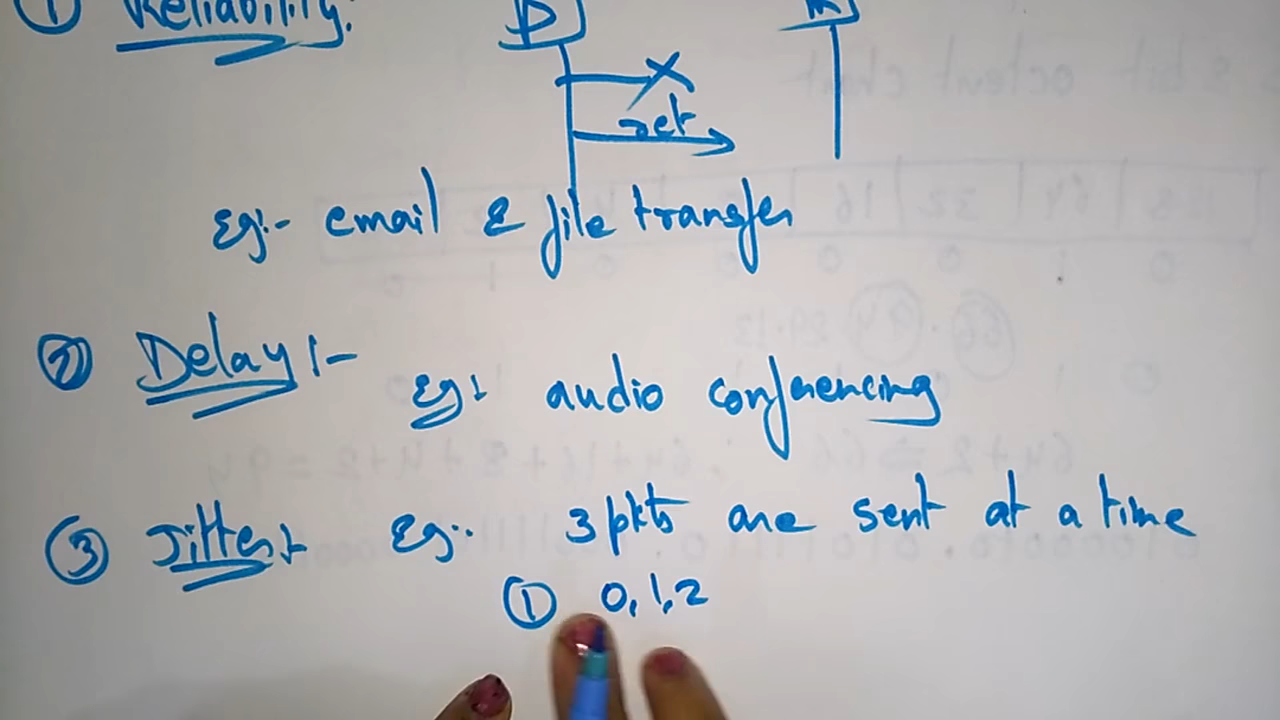 ① Reliability:
D
ret
Eg:- email & file transfer
② Delay :- Eg: audio conferencing
③ Jitter:- Eg:- 3 pkts are sent at a time
① 0, 1, 2